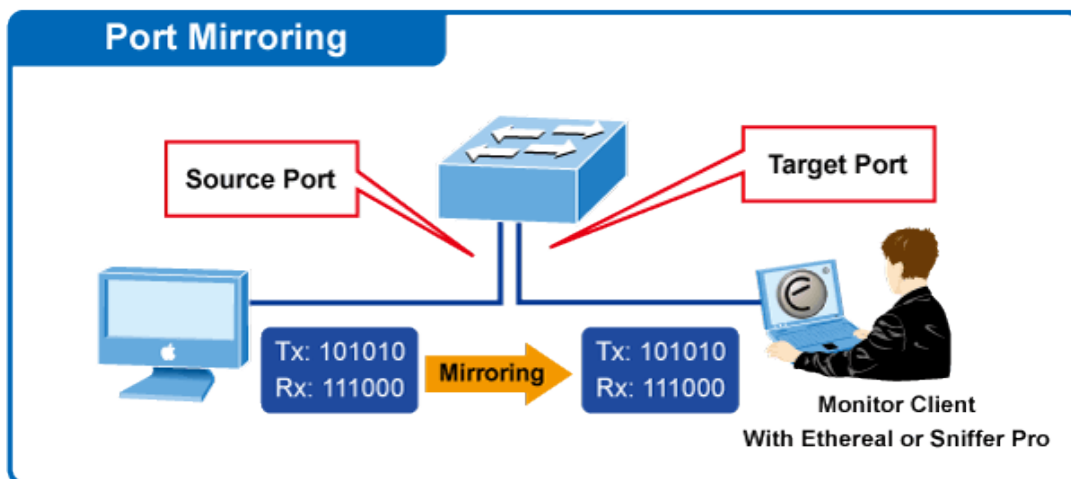 Port Mirroring
Source Port
Target Port
Tx: 101010
Rx: 111000
Mirroring
Tx: 101010
Rx: 111000
Monitor Client
With Ethereal or Sniffer Pro